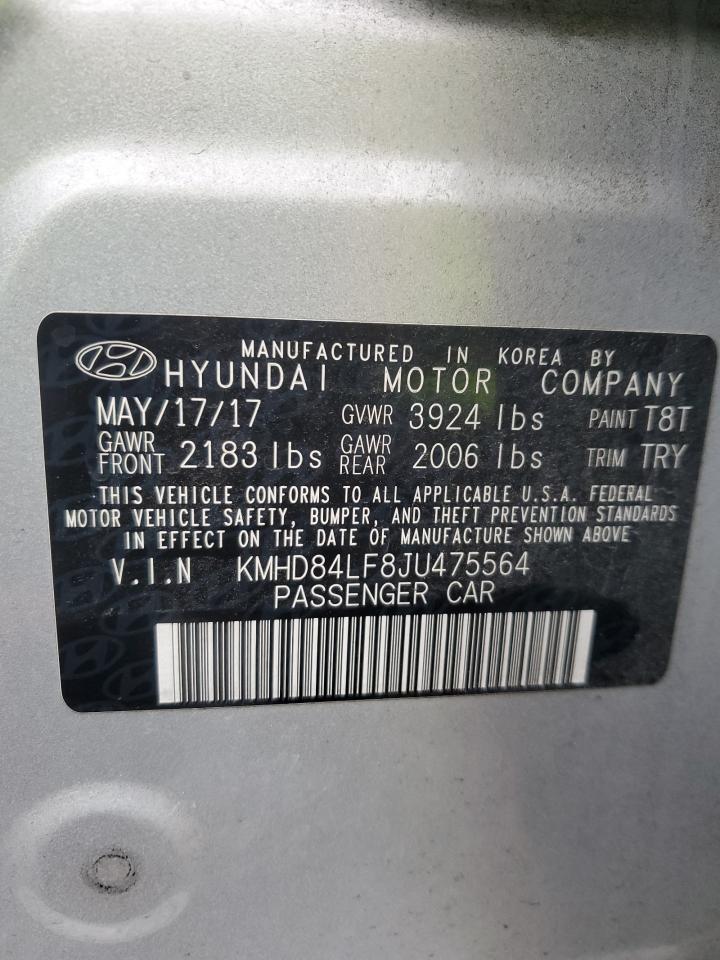 MANUFACTURED IN KOREA BY
HYUNDAI MOTOR COMPANY
MAY/17/17 GVWR 3924 lbs PAINT T8T
GAWR FRONT 2183 lbs GAWR REAR 2006 lbs TRIM TRY
THIS VEHICLE CONFORMS TO ALL APPLICABLE U.S.A. FEDERAL
MOTOR VEHICLE SAFETY, BUMPER, AND THEFT PREVENTION STANDARDS
IN EFFECT ON THE DATE OF MANUFACTURE SHOWN ABOVE
V.I.N KMHD84LF8JU475564
PASSENGER CAR